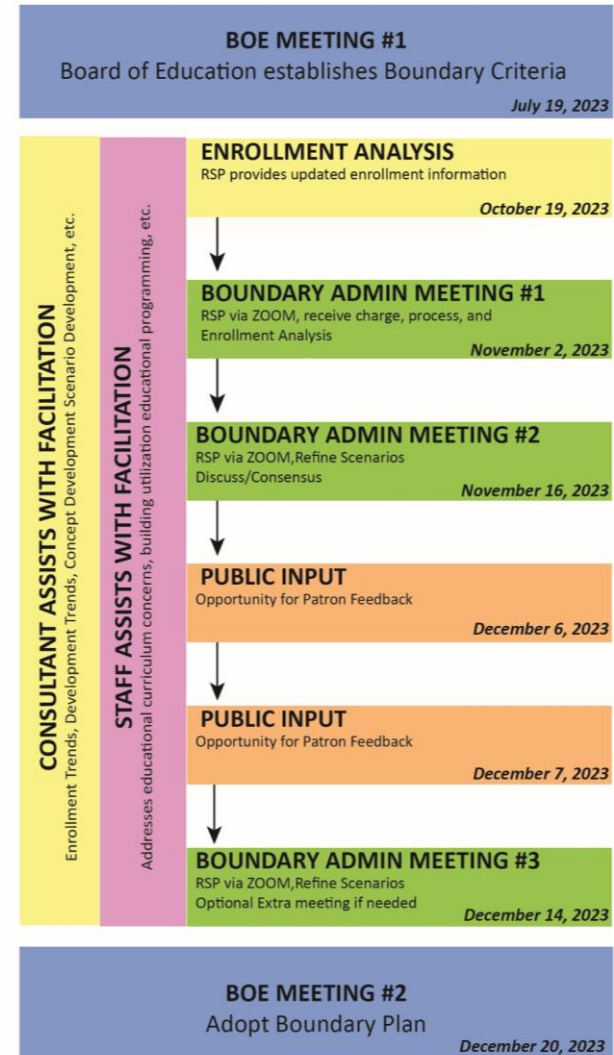 BOE MEETING #1
Board of Education establishes Boundary Criteria
July 19, 2023
CONSULTANT ASSISTS WITH FACILITATION
Enrollment Trends, Development Trends, Concept Development Scenario Development, etc.
STAFF ASSISTS WITH FACILITATION
Addresses educational curriculum concerns, building utilization educational programming, etc.
ENROLLMENT ANALYSIS
RSP provides updated enrollment information
October 19, 2023
BOUNDARY ADMIN MEETING #1
RSP via ZOOM, receive charge, process, and
Enrollment Analysis
November 2, 2023
BOUNDARY ADMIN MEETING #2
RSP via ZOOM,Refine Scenarios
Discuss/Consensus
November 16, 2023
PUBLIC INPUT
Opportunity for Patron Feedback
December 6, 2023
PUBLIC INPUT
Opportunity for Patron Feedback
December 7, 2023
BOUNDARY ADMIN MEETING #3
RSP via ZOOM,Refine Scenarios
Optional Extra meeting if needed
December 14, 2023
BOE MEETING #2
Adopt Boundary Plan
December 20, 2023